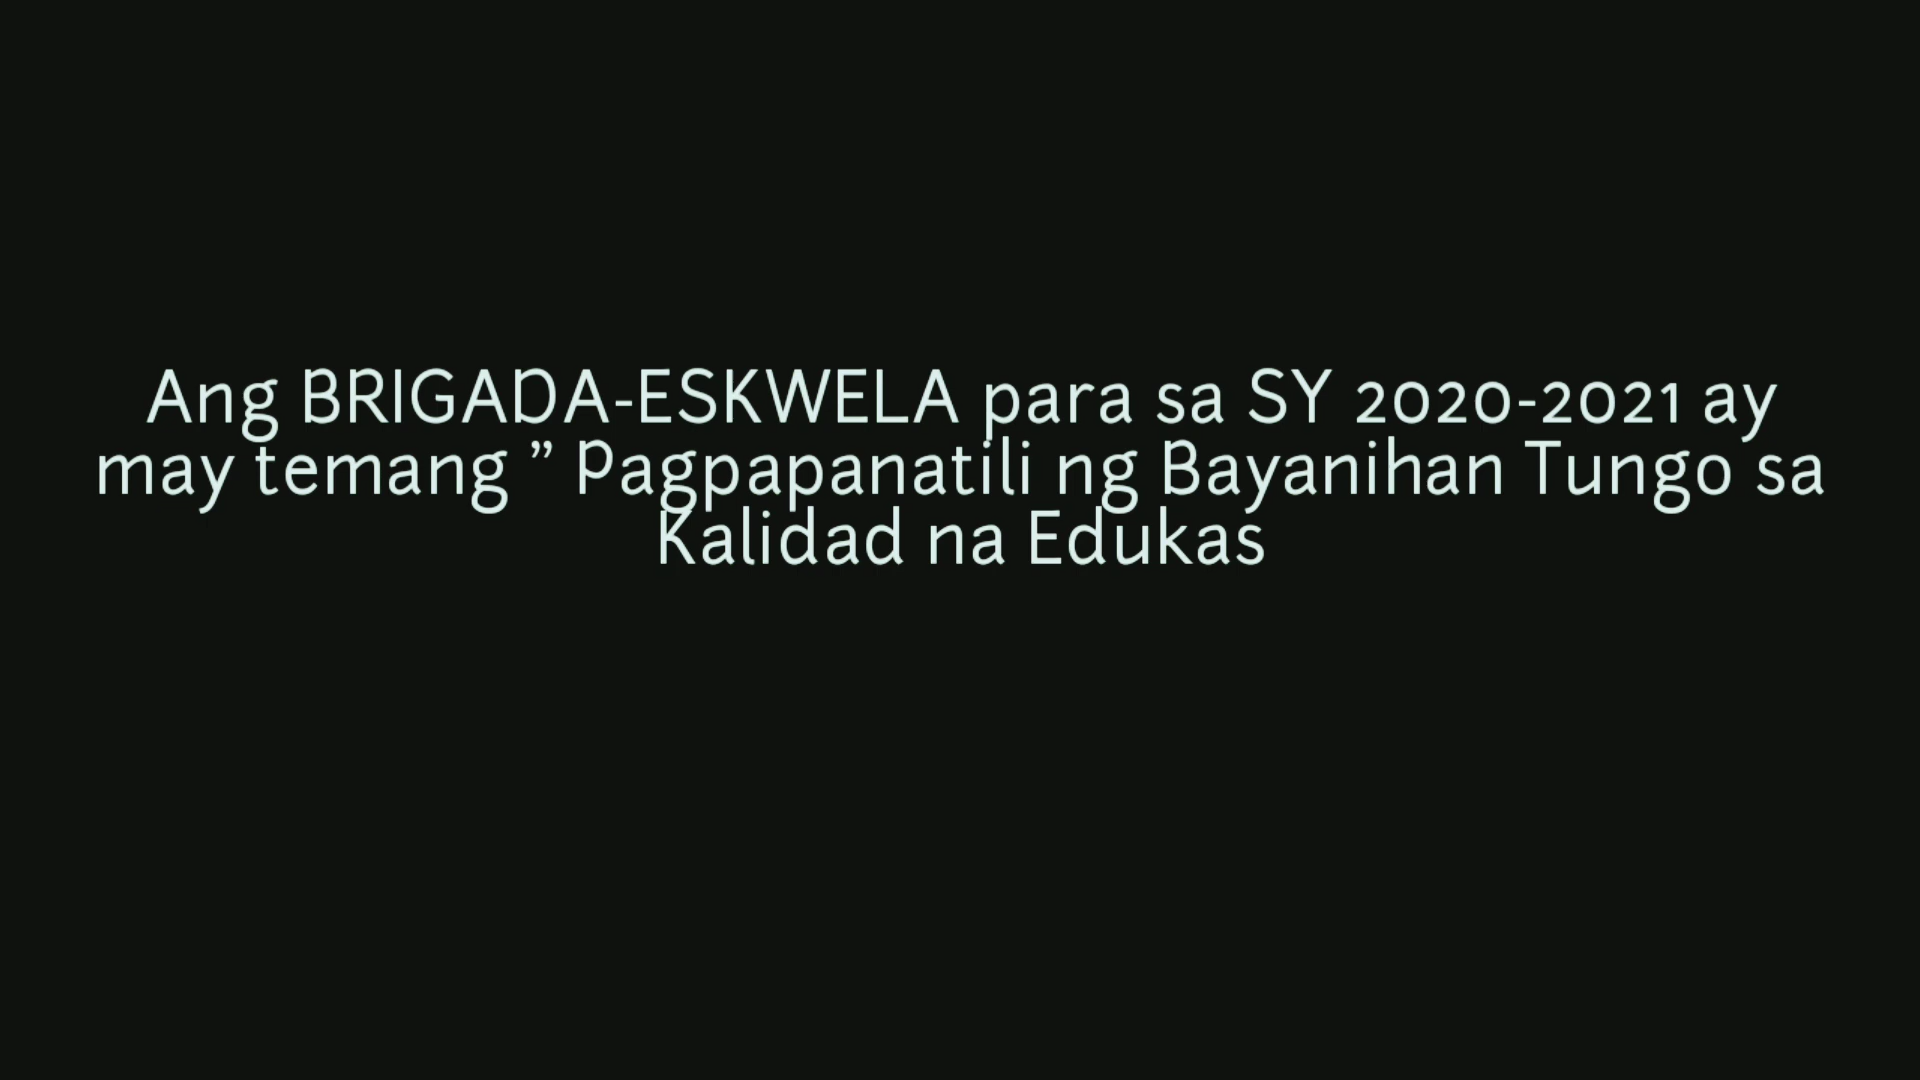 Ang BRIGADA-ESKWELA para sa SY 2020-2021 ay
may temang ” Pagpapanatili ng Bayanihan Tungo sa
Kalidad na Edukas